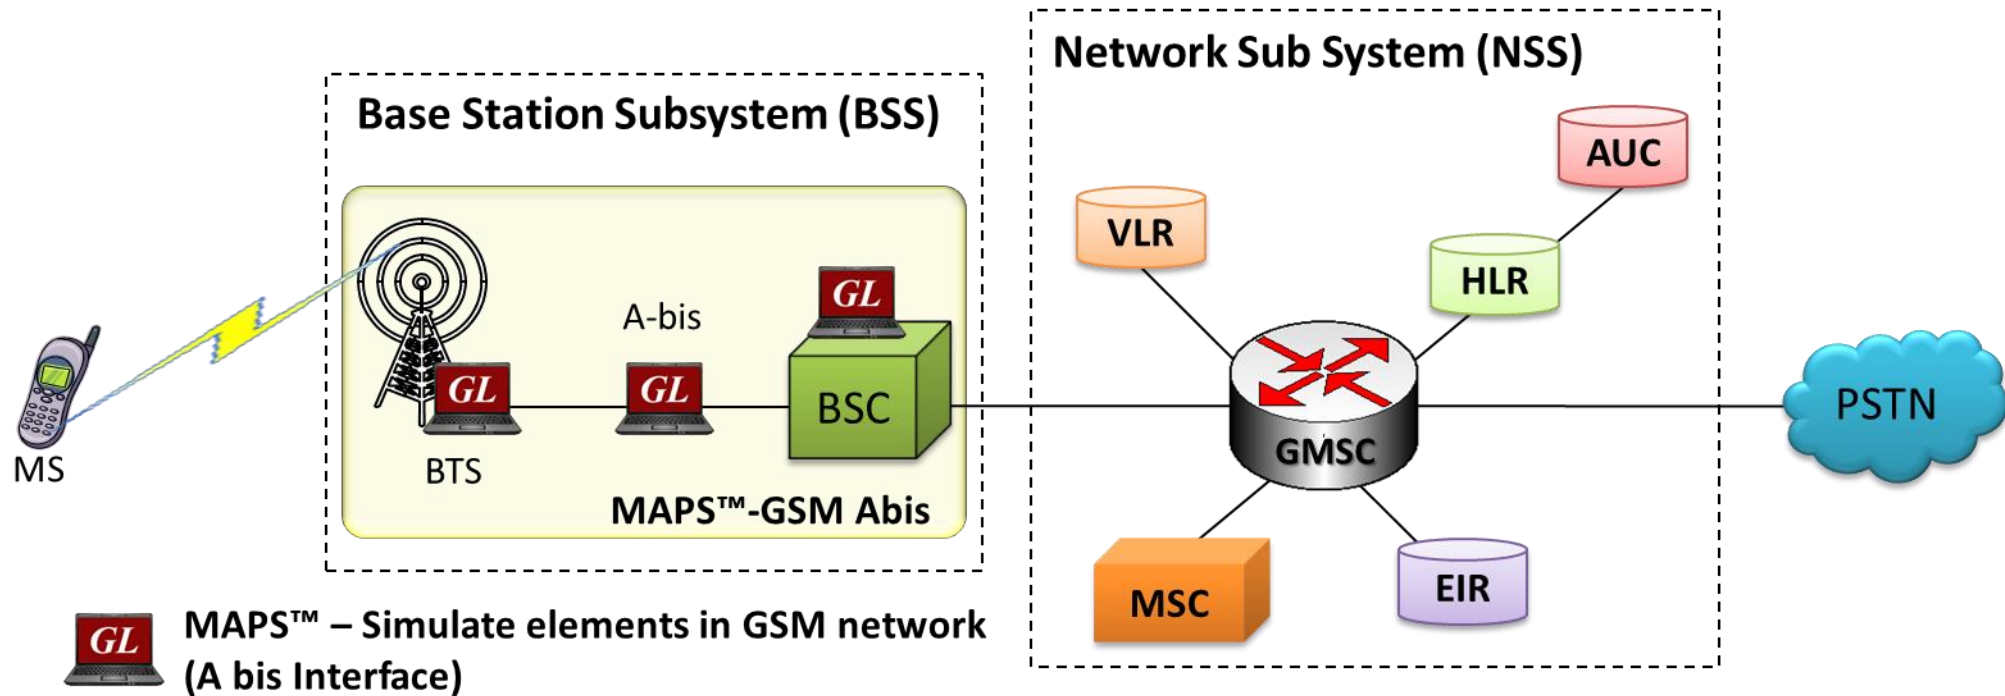 Network Sub System (NSS)
Base Station Subsystem (BSS)
AUC
VLR
HLR
GL
A-bis
GL
GL
BSC
PSTN
GMSC
MS
BTS
MAPS™-GSM Abis
MSC
EIR
GL
MAPS™ – Simulate elements in GSM network
(A bis Interface)